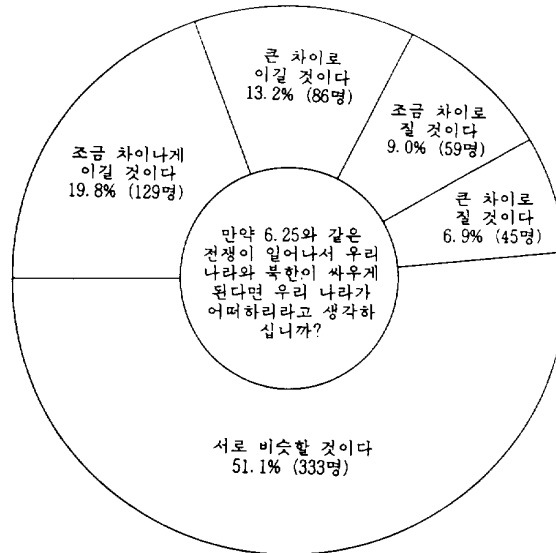 큰 차이로
이길 것이다
13.2% (86명)
조금 차이로
질 것이다
9.0% (59명)
조금 차이나게
이길 것이다
19.8% (129명)
큰 차이로
질 것이다
6.9% (45명)
만약 6.25와 같은
전쟁이 일어나서 우리
나라와 북한이 싸우게
된다면 우리 나라가
어떠하리라고 생각하
십니까?
서로 비슷할 것이다
51.1% (333명)